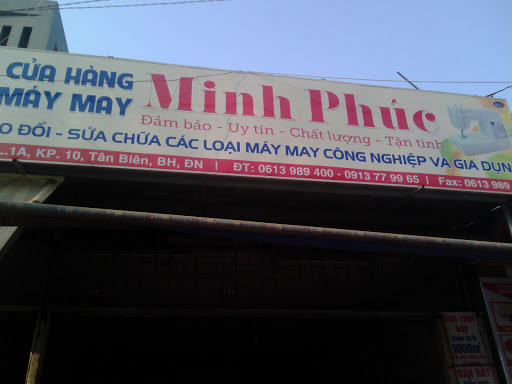 CỬA HÀNG
MÁY MAY
Minh Phúc
Đảm bảo - Uy tín - Chất lượng - Tận tình
O ĐỔI - SỬA CHỮA CÁC LOẠI MÁY MAY CÔNG NGHIỆP VÀ GIA DỤN
1A, KP. 10, Tân Biên, BH, ĐN | ĐT: 0613 989 400 - 0913 77 99 65 | Fax: 0613 989
792
1000m²